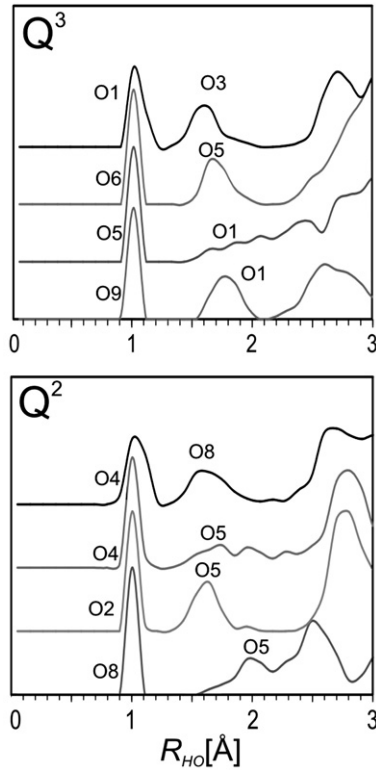 Q³
O1 O3
O6 O5
O5 O1
O9 O1
0 1 2 3
Q²
O4 O8
O4 O5
O2 O5
O8 O5
0 1 2 3
R_HO[Å]